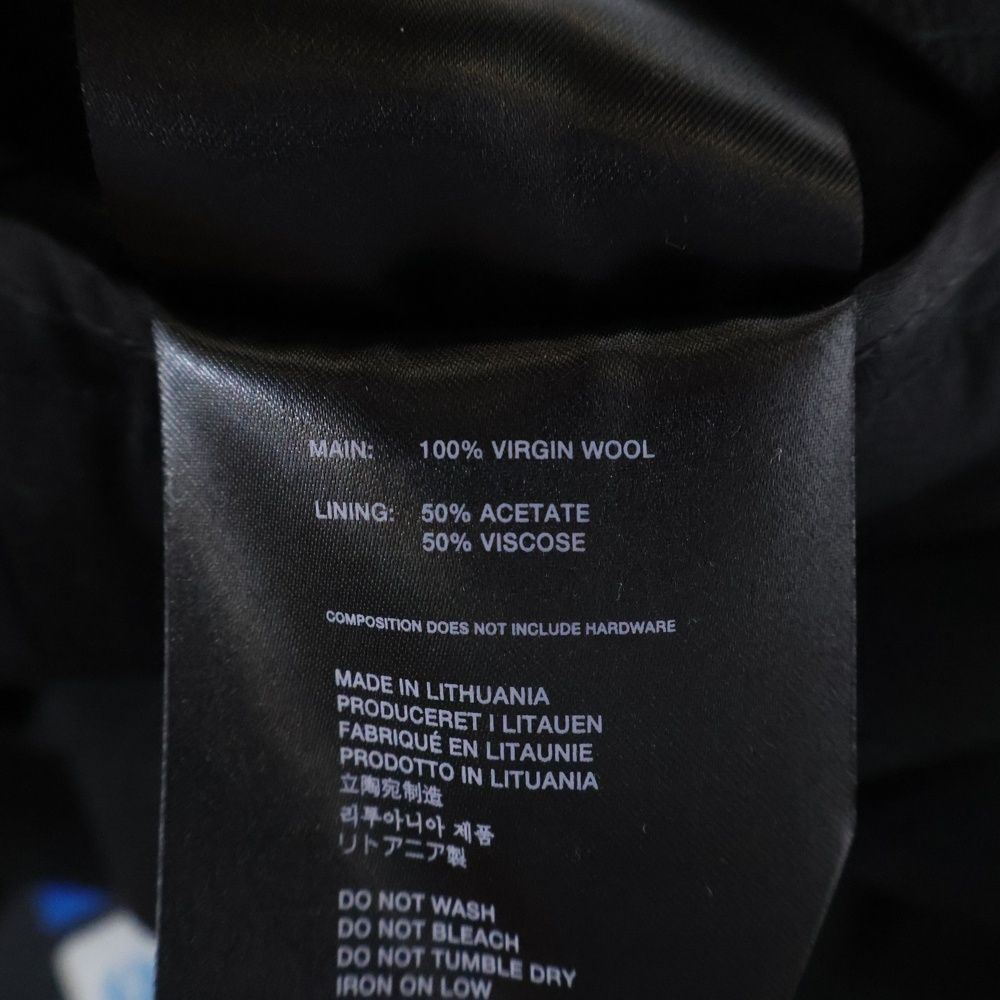 MAIN: 100% VIRGIN WOOL
LINING: 50% ACETATE
50% VISCOSE
COMPOSITION DOES NOT INCLUDE HARDWARE
MADE IN LITHUANIA
PRODUCERET I LITAUEN
FABRIQUÉ EN LITAUNIE
PRODOTTO IN LITUANIA
立陶宛制造
리투아니아 제품
リトアニア製
DO NOT WASH
DO NOT BLEACH
DO NOT TUMBLE DRY
IRON ON LOW